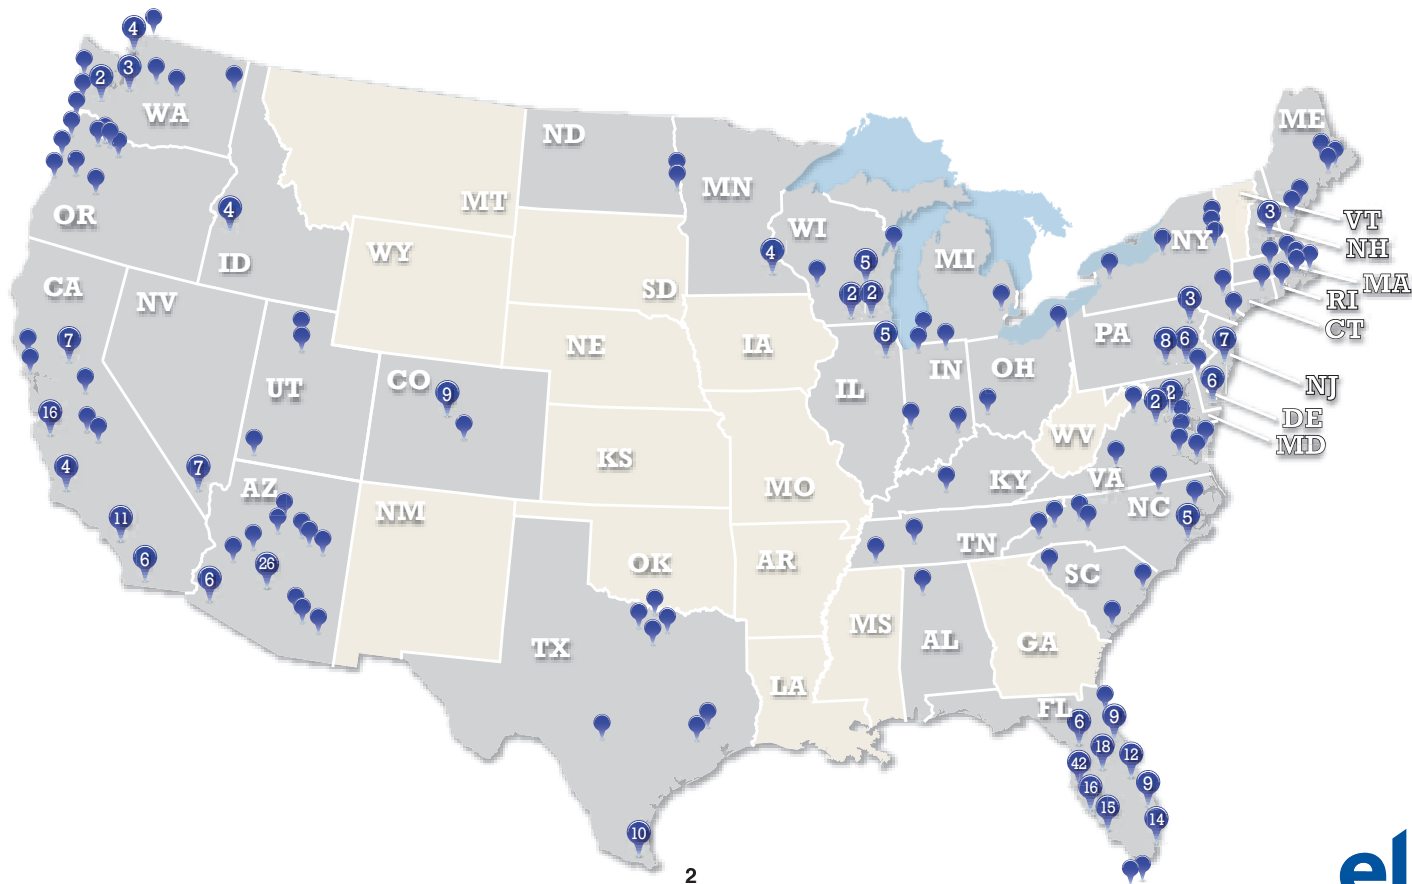 4
2
3
WA
ND
ME
MT
MN
OR
4
VT
3
WI
NY
NH
WY
4
5
MI
ID
MA
CA
SD
RI
NV
2
2
3
CT
7
NE
IA
5
PA
8
6
7
UT
CO
9
IL
IN
OH
NJ
6
16
2
2
DE
WV
MD
4
7
KS
AZ
MO
KY
VA
11
NM
NC
5
6
6
26
OK
AR
TN
SC
TX
MS
AL
GA
LA
FL
6
9
18
12
42
16
9
15
14
10
2
el